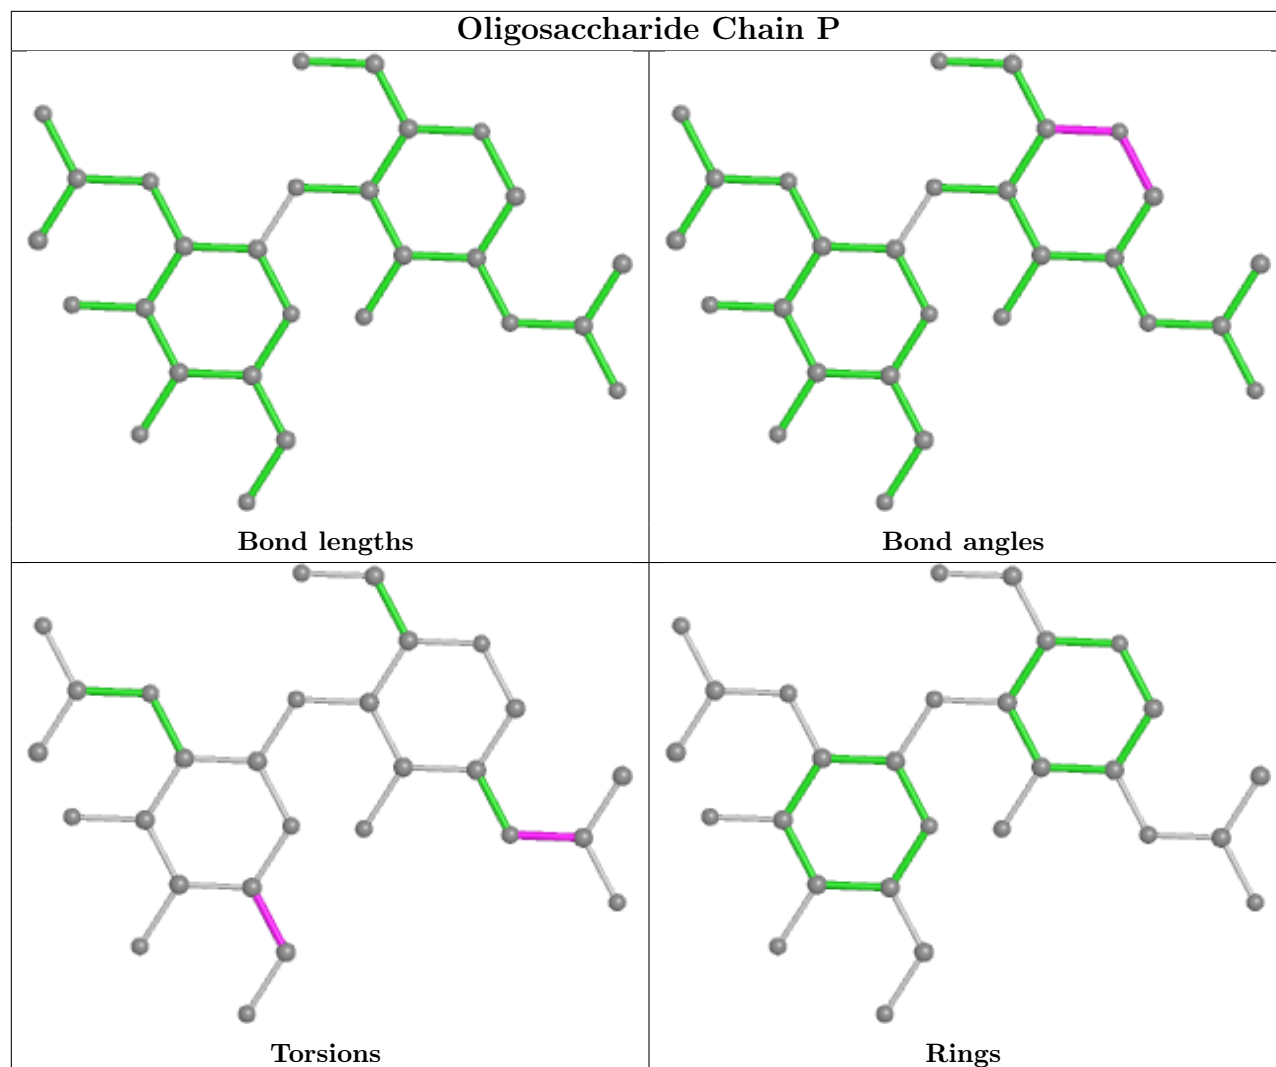 Oligosaccharide Chain P
Bond lengths
Bond angles
Torsions
Rings